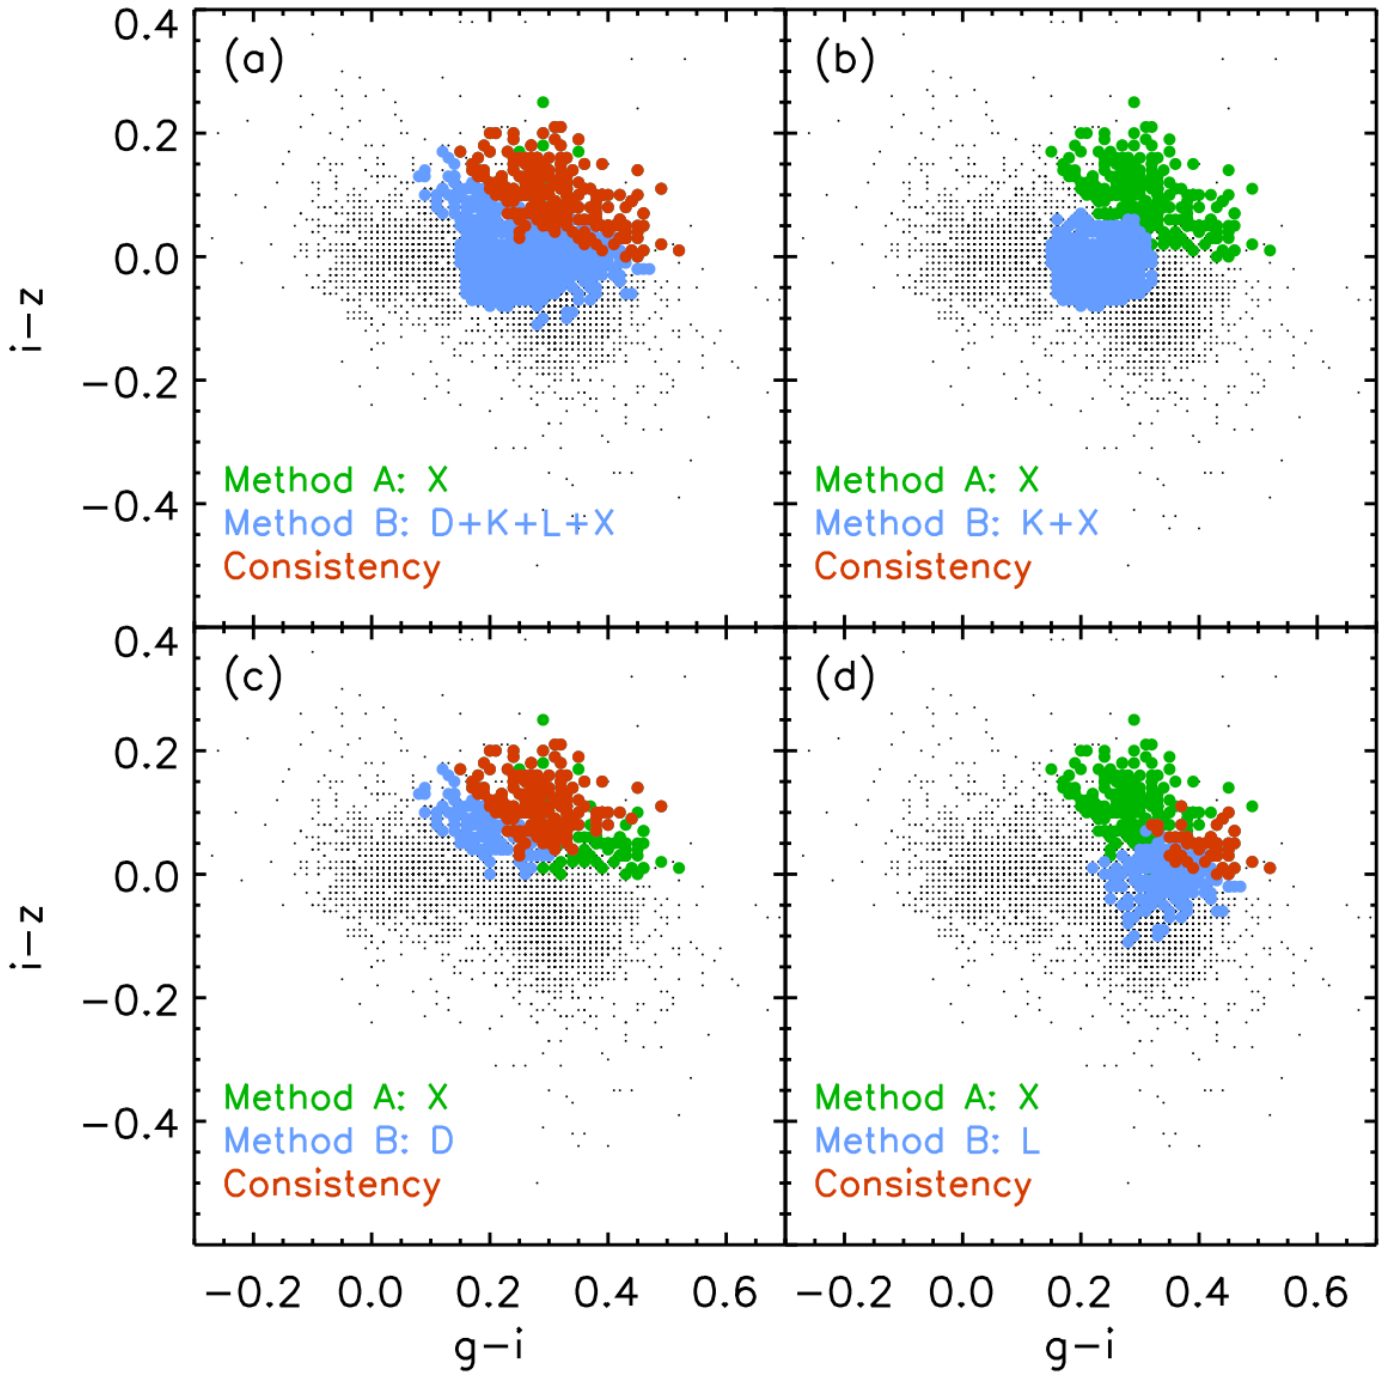 (a)
(b)
0.4
0.2
0.0
−0.2
−0.4
i−z
Method A: X
Method B: D+K+L+X
Consistency
Method A: X
Method B: K+X
Consistency
(c)
(d)
0.4
0.2
0.0
−0.2
−0.4
i−z
Method A: X
Method B: D
Consistency
Method A: X
Method B: L
Consistency
−0.2 0.0 0.2 0.4 0.6
−0.2 0.0 0.2 0.4 0.6
g−i
g−i